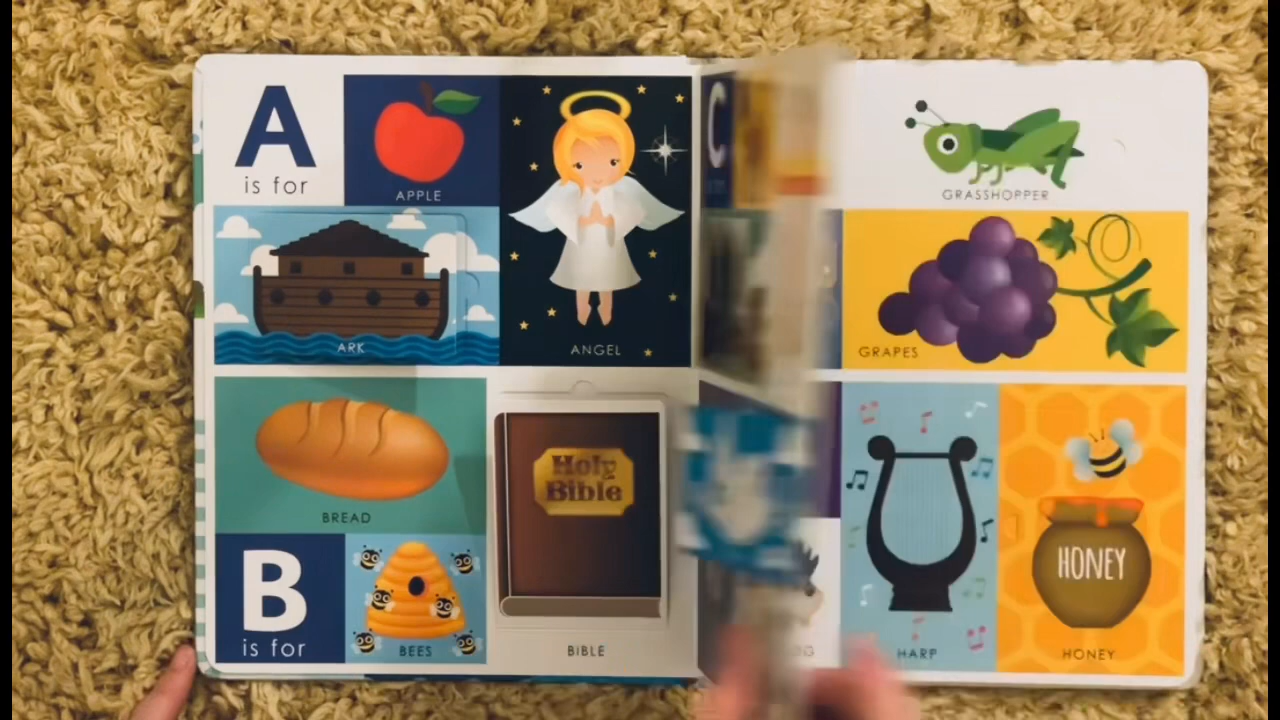 A
is for
APPLE
ARK
ANGEL
BREAD
B
is for
BEES
Holy
Bible
BIBLE
C
GRASSHOPPER
GRAPES
HARP
HONEY
HONEY